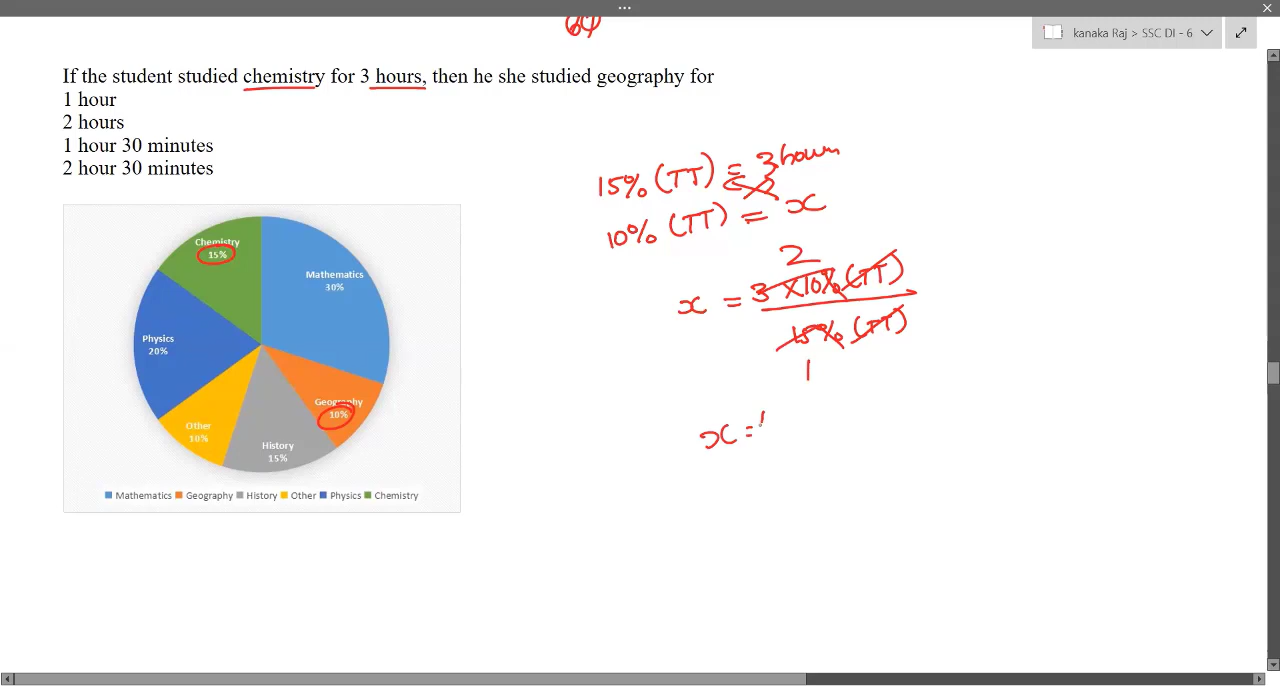 kanaka Raj > SSC DI - 6
64
If the student studied chemistry for 3 hours, then he she studied geography for
1 hour
2 hours
1 hour 30 minutes
2 hour 30 minutes
15% (TT) = 3 hours
10% (TT) = x
2
x = 3 × 10% (TT)
15% (TT)
1
x =
Chemistry
15%
Mathematics
30%
Physics
20%
Geography
10%
Other
10%
History
15%
Mathematics Geography History Other Physics Chemistry